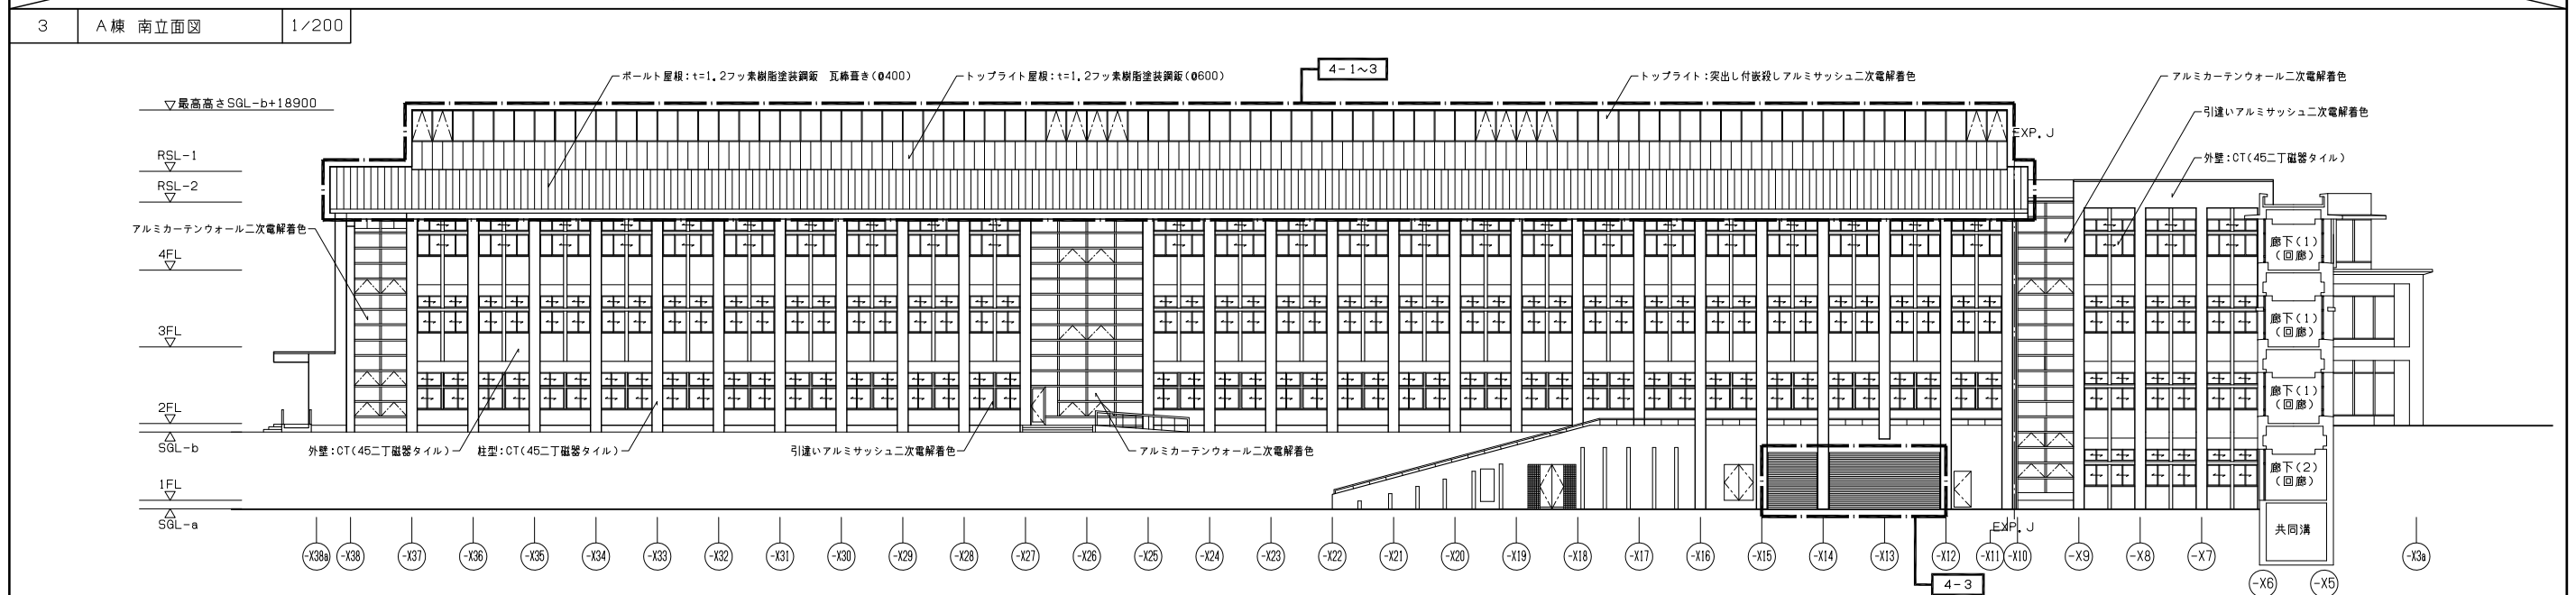 3 A棟 南立面図 1/200
4-1~3
ボールト屋根:t=1.2フッ素樹脂塗装鋼鈑 瓦棒葺き(@400)
トップライト屋根:t=1.2フッ素樹脂塗装鋼鈑(@600)
トップライト:突出し付嵌殺しアルミサッシュ二次電解着色
アルミカーテンウォール二次電解着色
最高高さSGL-b+18900
引違いアルミサッシュ二次電解着色
EXP.J
RSL-1
外壁:CT(45二丁磁器タイル)
RSL-2
アルミカーテンウォール二次電解着色
廊下(1)
(回廊)
4FL
廊下(1)
(回廊)
3FL
廊下(1)
(回廊)
2FL
SGL-b
外壁:CT(45二丁磁器タイル)
柱型:CT(45二丁磁器タイル)
引違いアルミサッシュ二次電解着色
アルミカーテンウォール二次電解着色
廊下(2)
(回廊)
1FL
SGL-a
EXP.J
共同溝
-X38a -X38 -X37 -X36 -X35 -X34 -X33 -X32 -X31 -X30 -X29 -X28 -X27 -X26 -X25 -X24 -X23 -X22 -X21 -X20 -X19 -X18 -X17 -X16 -X15 -X14 -X13 -X12 -X11 -X10 -X9 -X8 -X7 -X3a
4-3
-X6 -X5